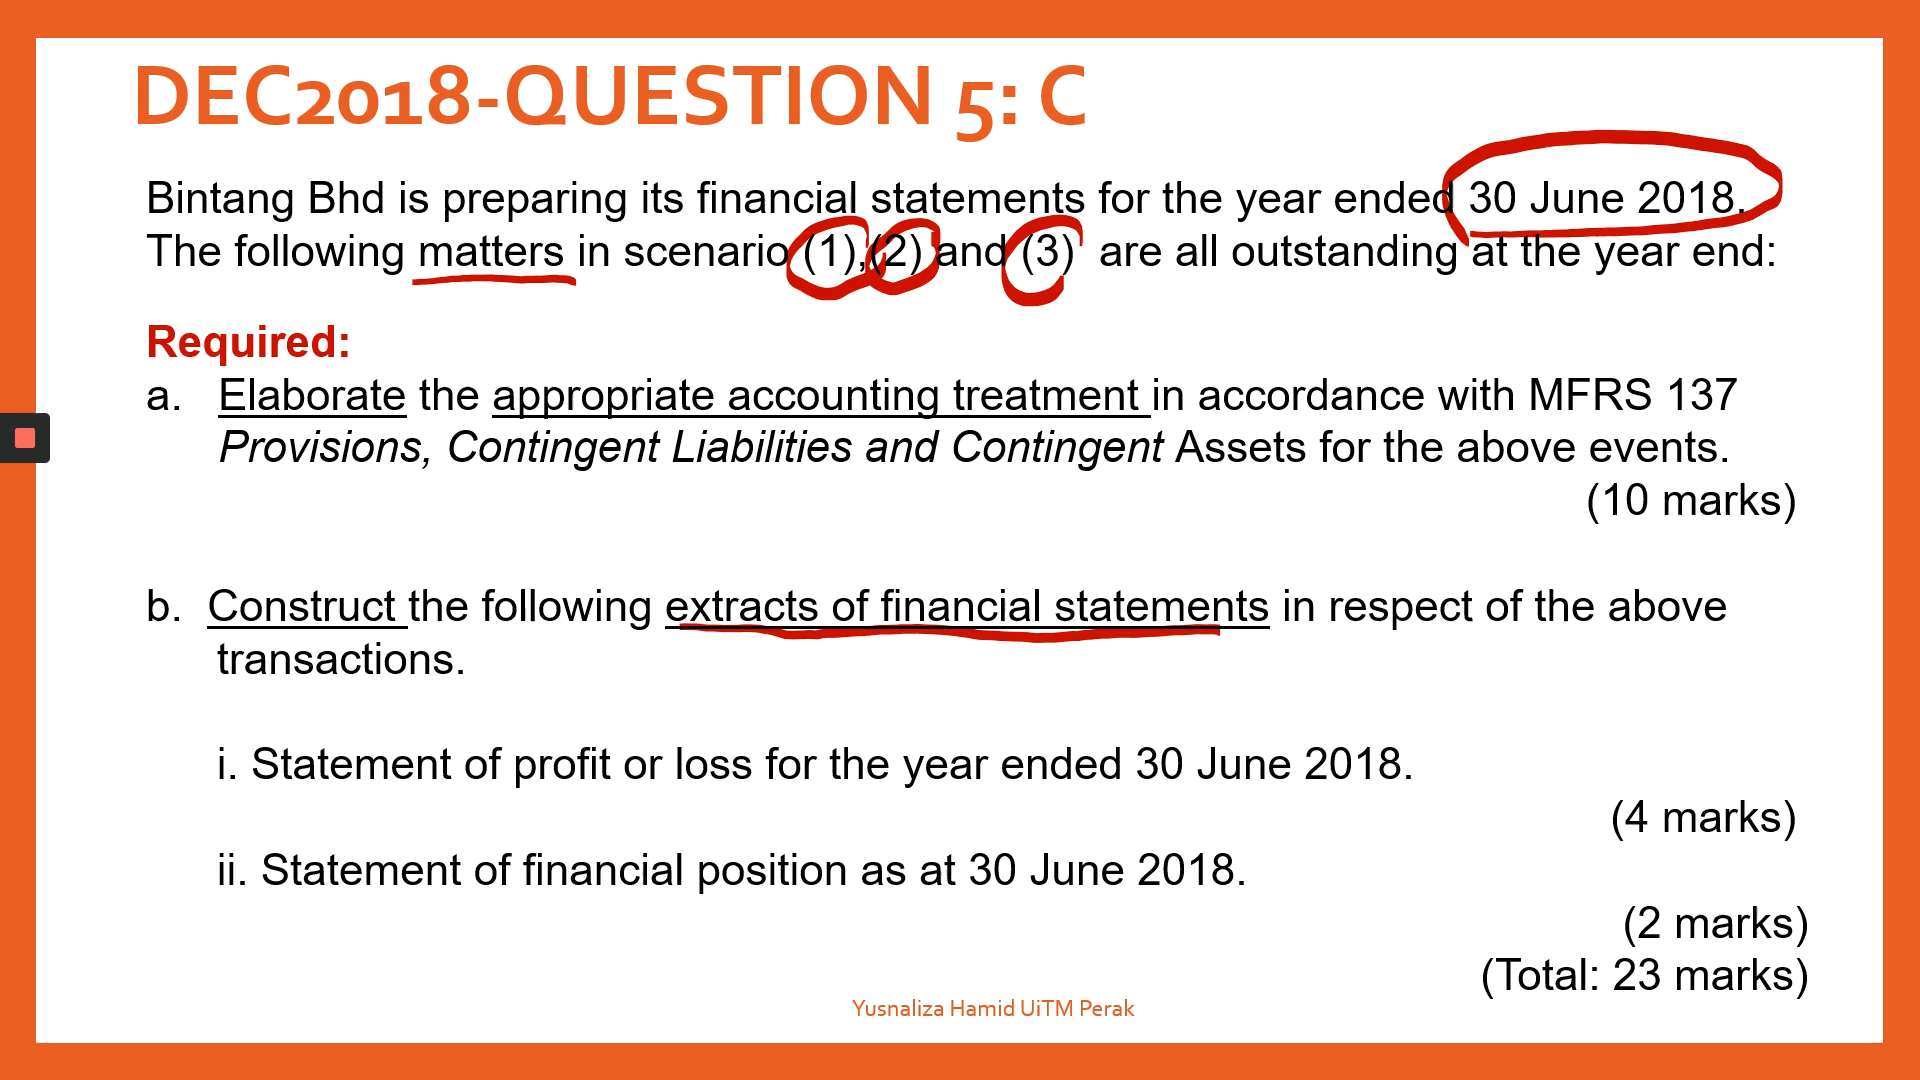 DEC2018-QUESTION 5: C
Bintang Bhd is preparing its financial statements for the year ended 30 June 2018.
The following matters in scenario (1),(2) and (3) are all outstanding at the year end:
Required:
a. Elaborate the appropriate accounting treatment in accordance with MFRS 137
Provisions, Contingent Liabilities and Contingent Assets for the above events.
(10 marks)
b. Construct the following extracts of financial statements in respect of the above
transactions.
i. Statement of profit or loss for the year ended 30 June 2018.
(4 marks)
ii. Statement of financial position as at 30 June 2018.
(2 marks)
(Total: 23 marks)
Yusnaliza Hamid UiTM Perak